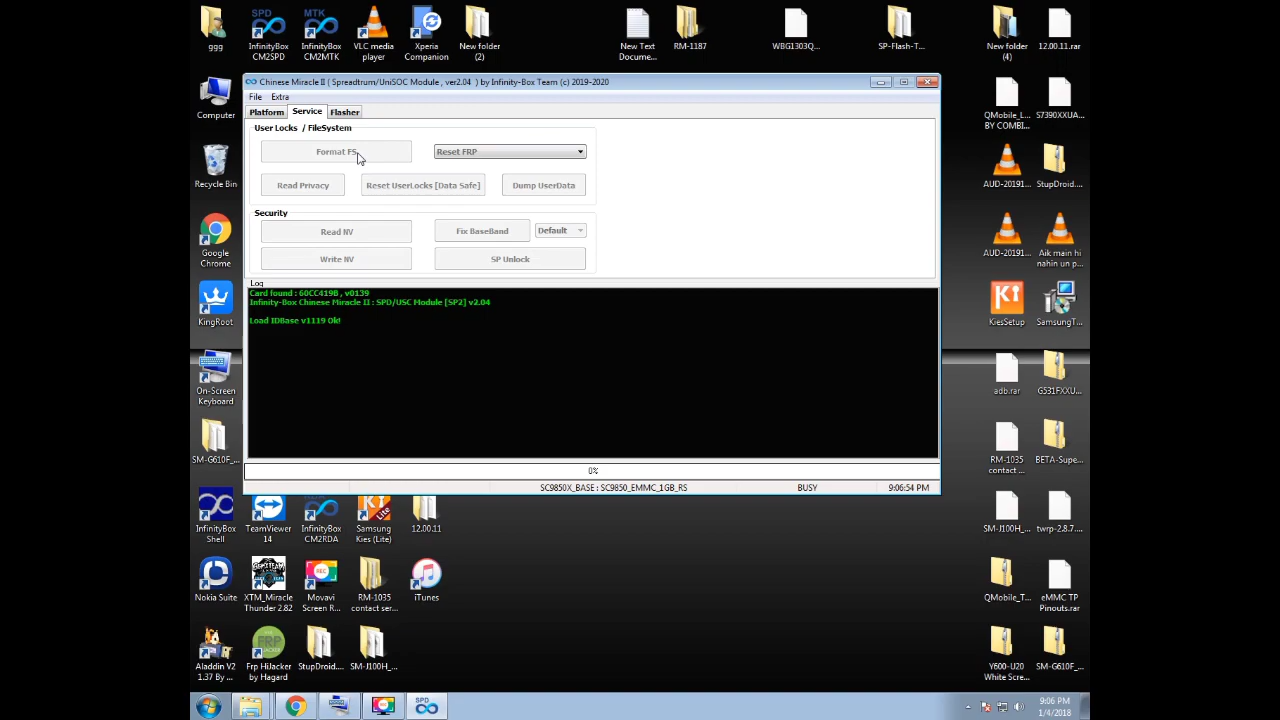 ggg
SPD
InfinityBox
CM2SPD
MTK
InfinityBox
CM2MTK
VLC media
player
Xperia
Companion
New folder
(2)
New Text
Docume...
RM-1187
WBG1303Q...
SP-Flash-T...
New folder
(4)
12.00.11.rar
Computer
Chinese Miracle II ( Spreadtrum/UniSOC Module , ver2.04 ) by Infinity-Box Team (c) 2019-2020
File Extra
Platform Service Flasher
User Locks / FileSystem
Format FS
Reset FRP
Read Privacy
Reset UserLocks [Data Safe]
Dump UserData
Security
Read NV
Fix BaseBand
Default
Write NV
SP Unlock
Log
Card found : 60CC419B , v0139
Infinity-Box Chinese Miracle II : SPD/USC Module [SP2] v2.04
Load IDBase v1119 Ok!
0%
SC9850X_BASE : SC9850_EMMC_1GB_RS
BUSY
9:06:54 PM
QMobile_L...
BY COMBI...
S7390XXUA...
Recycle Bin
AUD-20191...
StupDroid....
Google
Chrome
AUD-20191...
Aik main hi
nahin un p...
KingRoot
KiesSetup
SamsungT...
On-Screen
Keyboard
adb.rar
G531FXXU...
SM-G610F_...
RM-1035
contact ...
BETA-Supe...
InfinityBox
Shell
TeamViewer
14
InfinityBox
CM2RDA
Samsung
Kies (Lite)
12.00.11
SM-J100H_...
twrp-2.8.7....
Nokia Suite
XTM_Miracle
Thunder 2.82
REC
Movavi
Screen R...
RM-1035
contact ser...
iTunes
QMobile_T...
eMMC TP
Pinouts.rar
Aladdin V2
1.37 By ...
FRP
Frp HiJacker
by Hagard
StupDroid....
SM-J100H_...
Y600-U20
White Scre...
SM-G610F_...
SPD
9:06 PM
1/4/2018